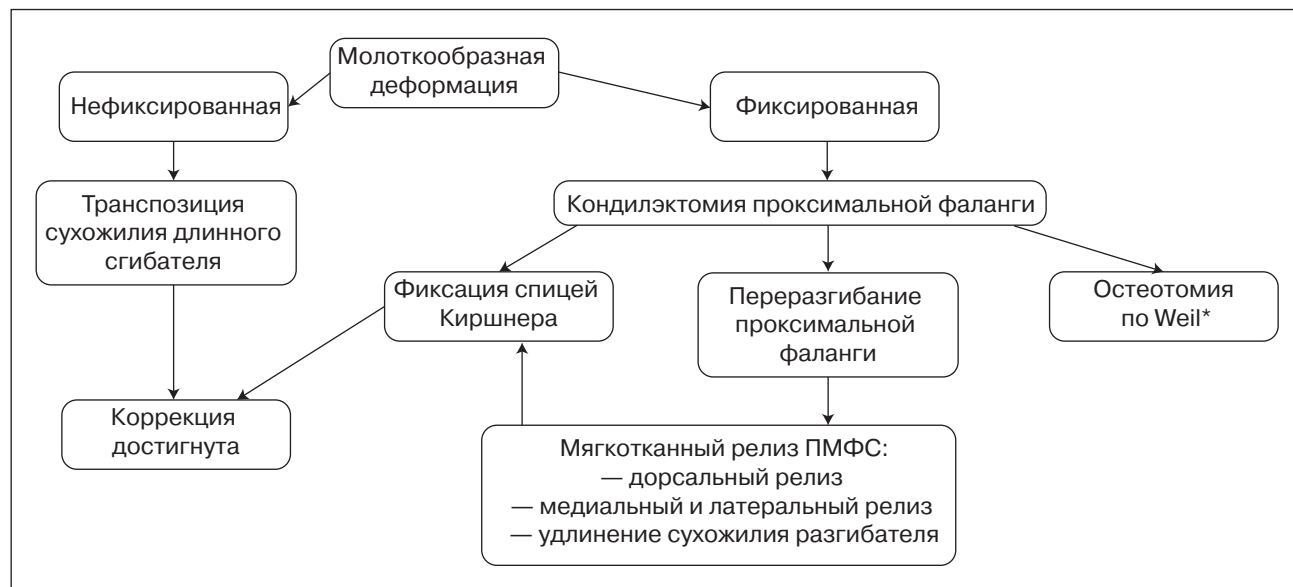 Молоткообразная
деформация
Нефиксированная
Фиксированная
Транспозиция
сухожилия длинного
сгибателя
Кондилэктомия проксимальной фаланги
Фиксация спицей
Киршнера
Переразгибание
проксимальной
фаланги
Остеотомия
по Weil*
Коррекция
достигнута
Мягкотканный релиз ПМФС:
— дорсальный релиз
— медиальный и латеральный релиз
— удлинение сухожилия разгибателя